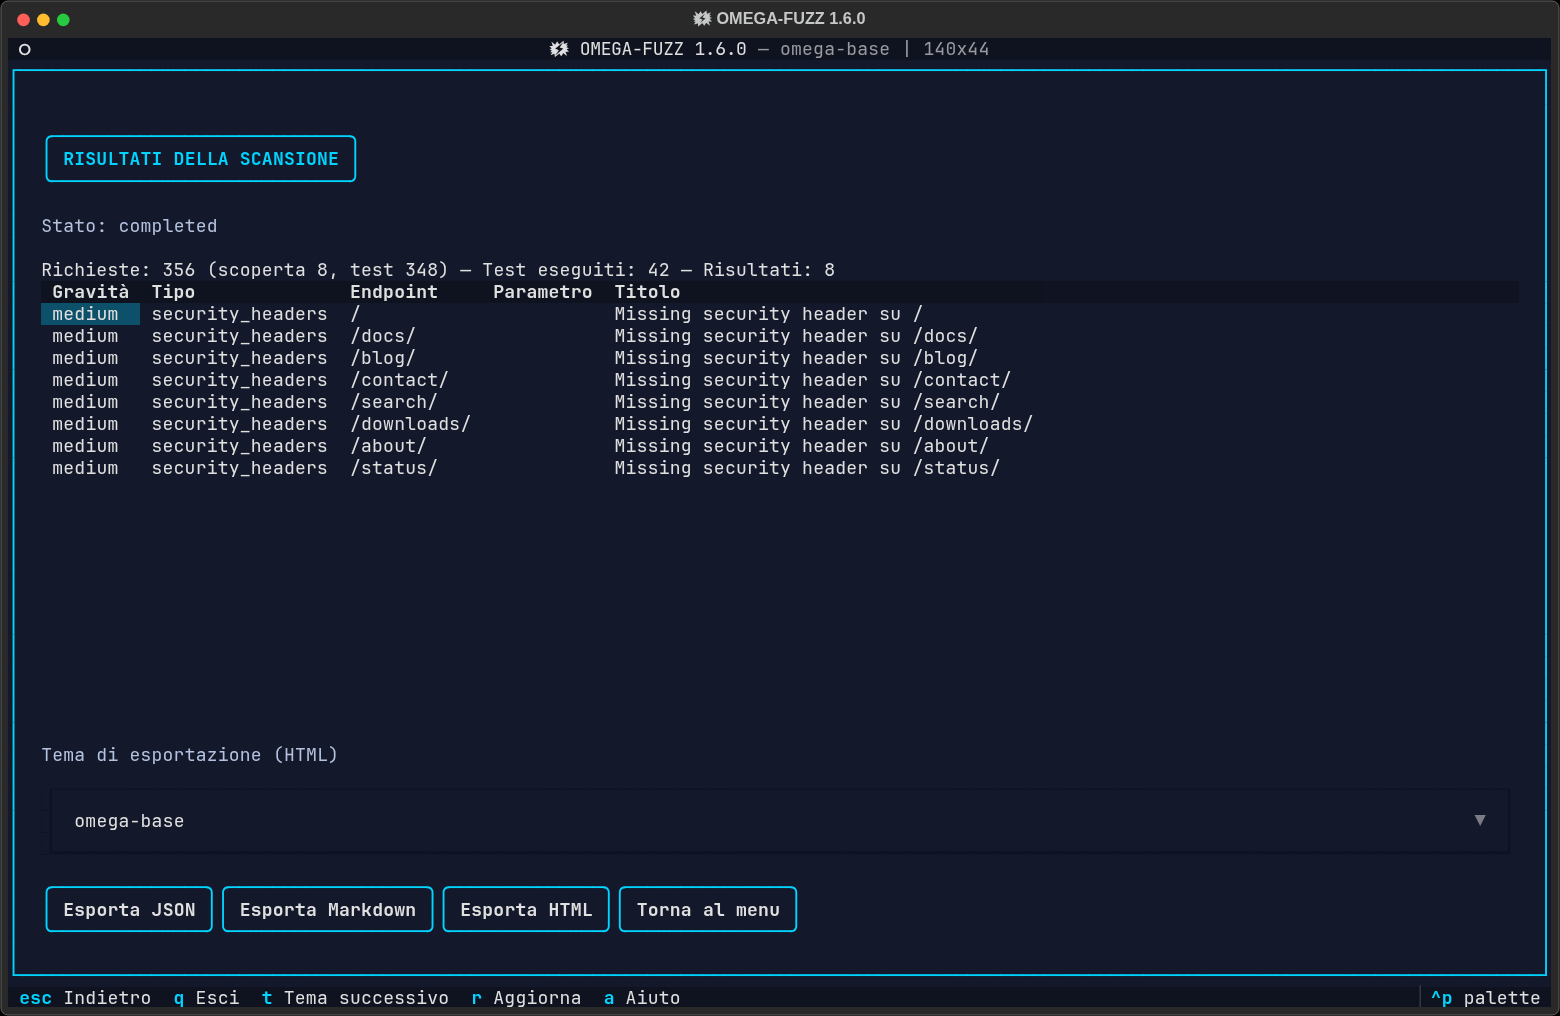 OMEGA-FUZZ 1.6.0
OMEGA-FUZZ 1.6.0 — omega-base | 140x44
RISULTATI DELLA SCANSIONE
Stato: completed
Richieste: 356 (scoperta 8, test 348) — Test eseguiti: 42 — Risultati: 8
Gravità Tipo Endpoint Parametro Titolo
medium security_headers / Missing security header su /
medium security_headers /docs/ Missing security header su /docs/
medium security_headers /blog/ Missing security header su /blog/
medium security_headers /contact/ Missing security header su /contact/
medium security_headers /search/ Missing security header su /search/
medium security_headers /downloads/ Missing security header su /downloads/
medium security_headers /about/ Missing security header su /about/
medium security_headers /status/ Missing security header su /status/
Tema di esportazione (HTML)
omega-base ▼
Esporta JSON Esporta Markdown Esporta HTML Torna al menu
esc Indietro q Esci t Tema successivo r Aggiorna a Aiuto ^p palette